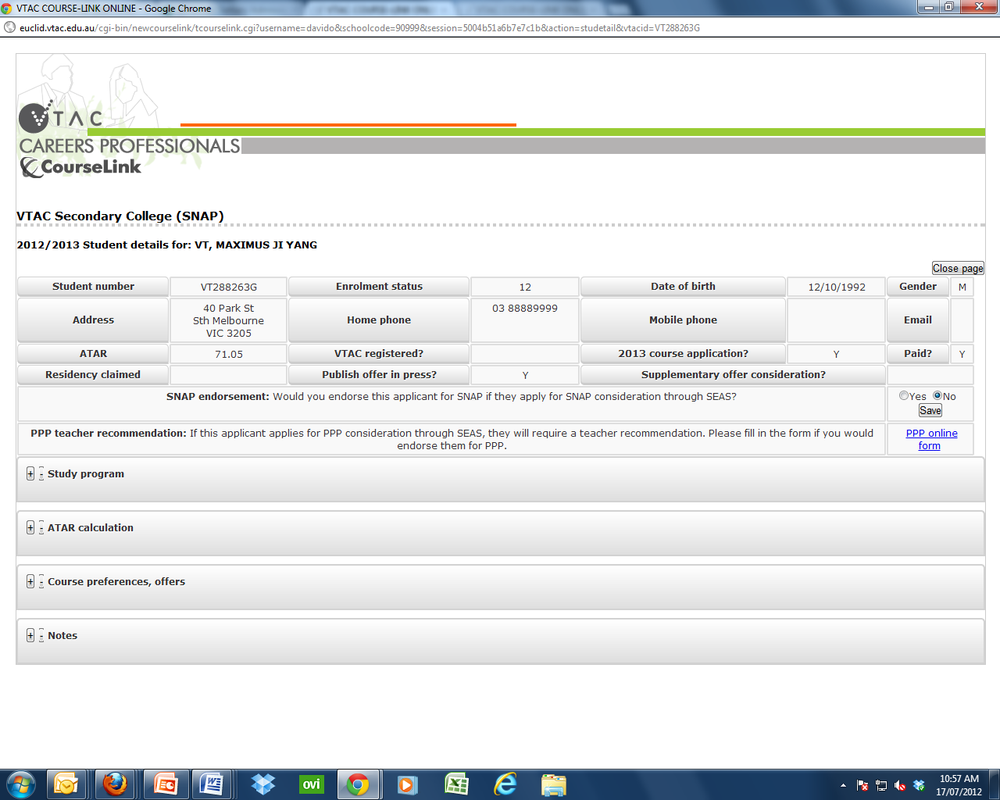 VTAC COURSE-LINK ONLINE - Google Chrome
euclid.vtac.edu.au/cgi-bin/newcourselink/tcourselink.cgi?username=davido&schoolcode=90999&session=5004b51a6b7e7c1b&action=studetail&vtacid=VT288263G
VTAC
CAREERS PROFESSIONALS
CourseLink
VTAC Secondary College (SNAP)
2012/2013 Student details for: VT, MAXIMUS JI YANG
Close page
Student number VT288263G Enrolment status 12 Date of birth 12/10/1992 Gender M
Address 40 Park St
Sth Melbourne
VIC 3205
Home phone 03 88889999 Mobile phone Email
ATAR 71.05 VTAC registered? 2013 course application? Y Paid? Y
Residency claimed Publish offer in press? Y Supplementary offer consideration?
SNAP endorsement: Would you endorse this applicant for SNAP if they apply for SNAP consideration through SEAS? Yes No
Save
PPP teacher recommendation: If this applicant applies for PPP consideration through SEAS, they will require a teacher recommendation. Please fill in the form if you would
endorse them for PPP.
PPP online
form
+ - Study program
+ - ATAR calculation
+ - Course preferences, offers
+ - Notes
ovi
10:57 AM
17/07/2012